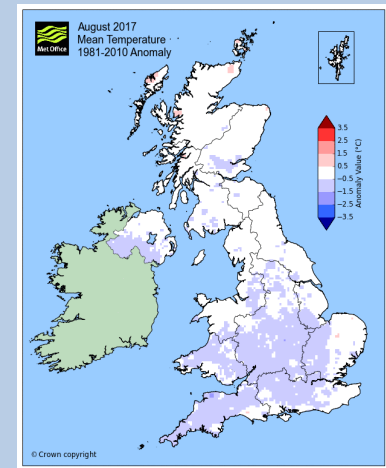 Met Office
August 2017
Mean Temperature
1981-2010 Anomaly
3.5
2.5
1.5
0.5
−0.5
−1.5
−2.5
−3.5
Anomaly Value (°C)
© Crown copyright